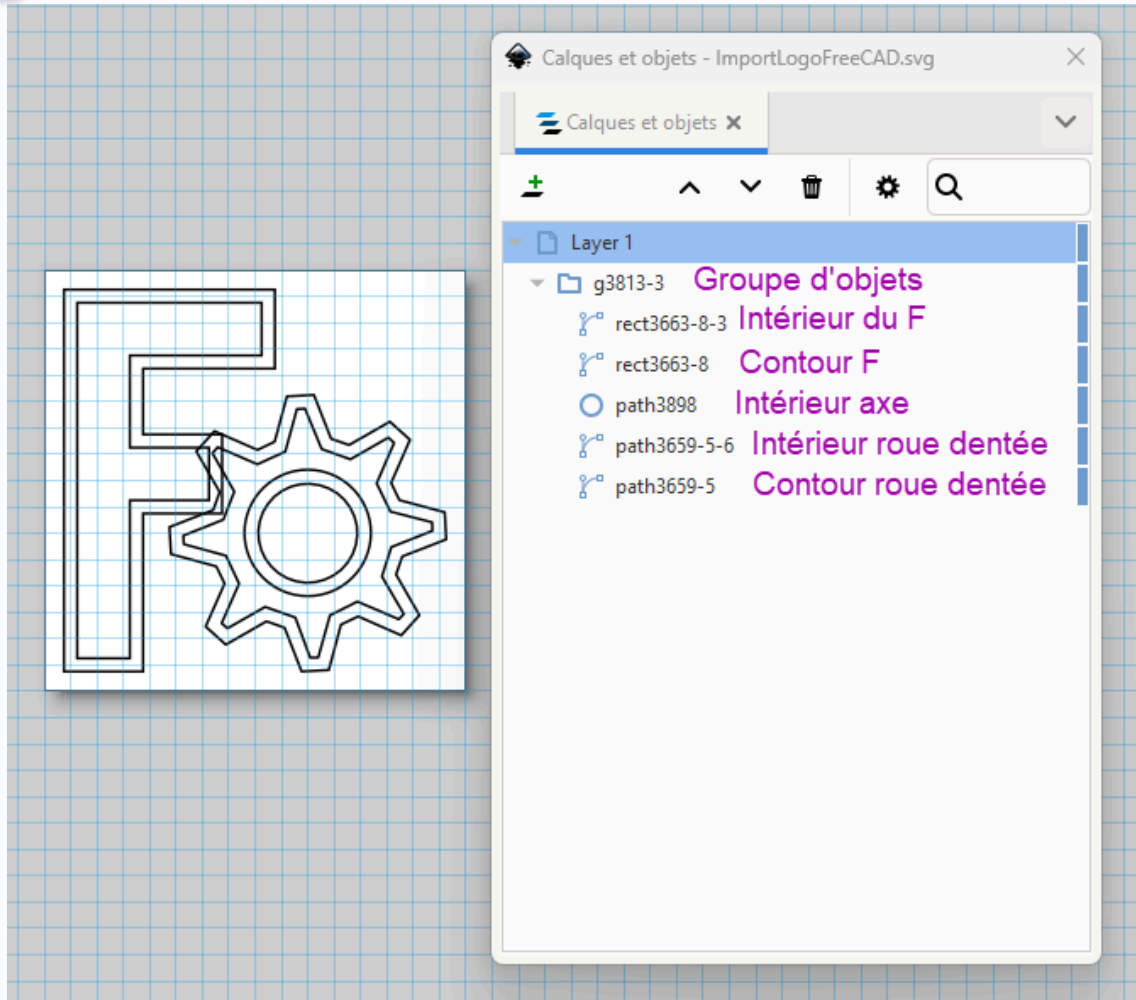 Calques et objets - ImportLogoFreeCAD.svg
Calques et objets
Layer 1
g3813-3 Groupe d'objets
rect3663-8-3 Intérieur du F
rect3663-8 Contour F
path3898 Intérieur axe
path3659-5-6 Intérieur roue dentée
path3659-5 Contour roue dentée